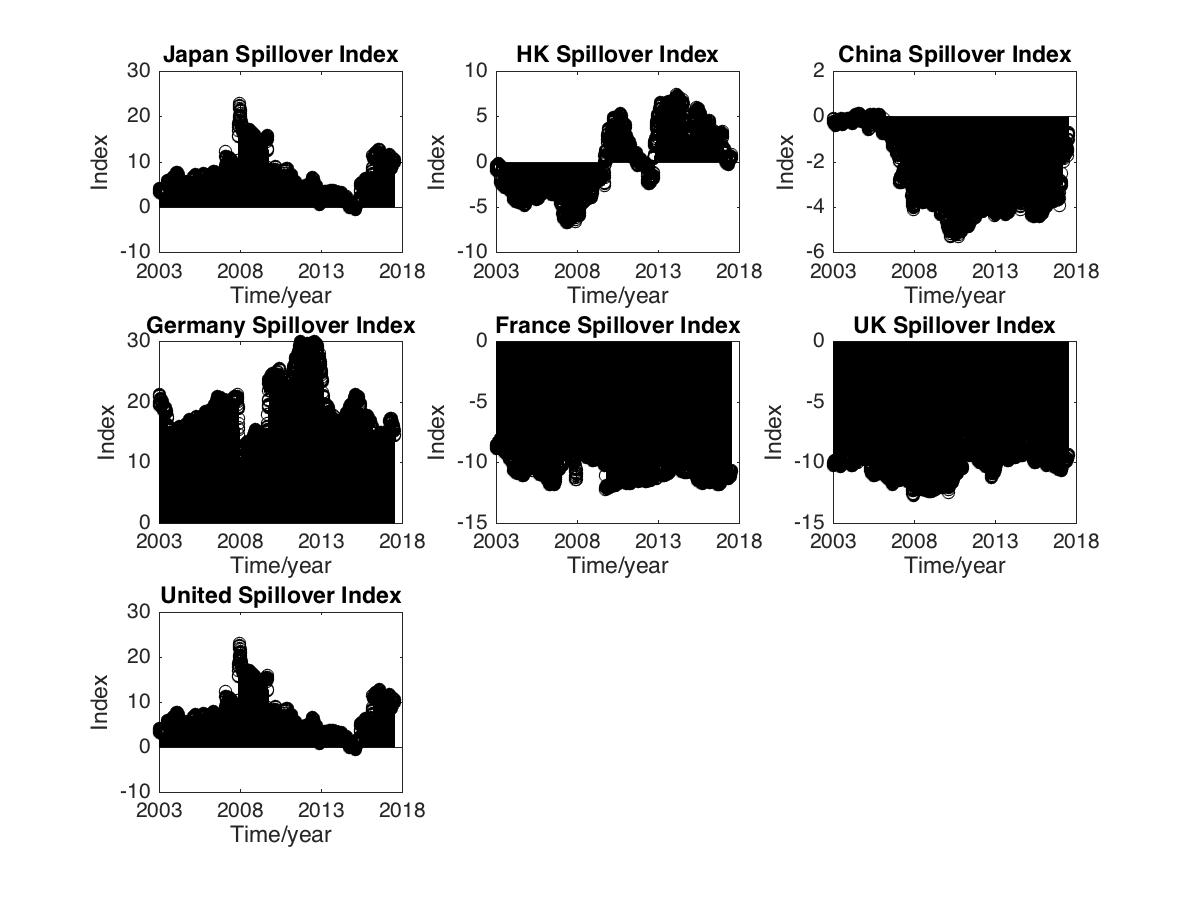 Japan Spillover Index
30
20
10
0
-10
Index
2003 2008 2013 2018
Time/year
HK Spillover Index
10
5
0
-5
-10
Index
2003 2008 2013 2018
Time/year
China Spillover Index
2
0
-2
-4
-6
Index
2003 2008 2013 2018
Time/year
Germany Spillover Index
30
20
10
0
Index
2003 2008 2013 2018
Time/year
France Spillover Index
0
-5
-10
-15
Index
2003 2008 2013 2018
Time/year
UK Spillover Index
0
-5
-10
-15
Index
2003 2008 2013 2018
Time/year
United Spillover Index
30
20
10
0
-10
Index
2003 2008 2013 2018
Time/year